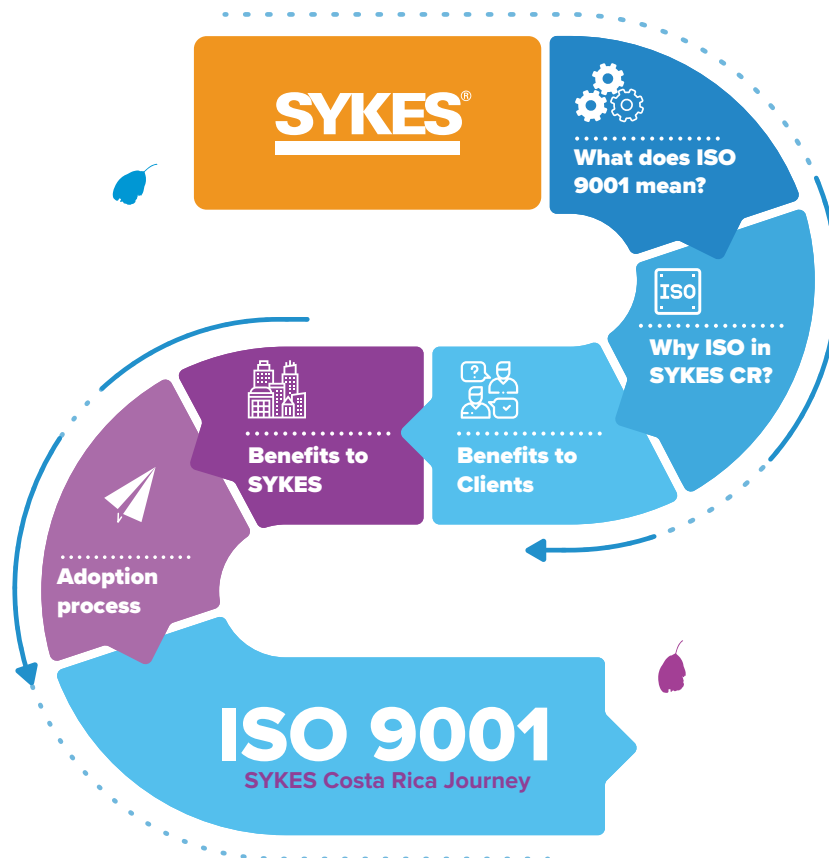 SYKES®
What does ISO
9001 mean?
ISO
Why ISO in
SYKES CR?
?
Benefits to
Clients
Benefits to
SYKES
Adoption
process
ISO 9001
SYKES Costa Rica Journey